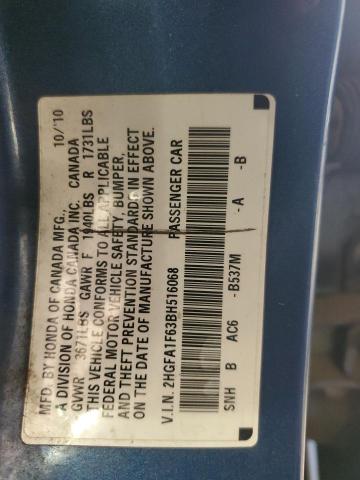 MFD. BY HONDA OF CANADA MFG., 10/'10
A DIVISION OF HONDA CANADA INC. CANADA
GVWR 3671LBS GAWR F 1940LBS R 1731LBS
THIS VEHICLE CONFORMS TO ALL APPLICABLE
FEDERAL MOTOR VEHICLE SAFETY, BUMPER,
AND THEFT PREVENTION STANDARDS IN EFFECT
ON THE DATE OF MANUFACTURE SHOWN ABOVE.
V.I.N. 2HGFA1F63BH516068 PASSENGER CAR
SNH B AC6 -B537M -A -B